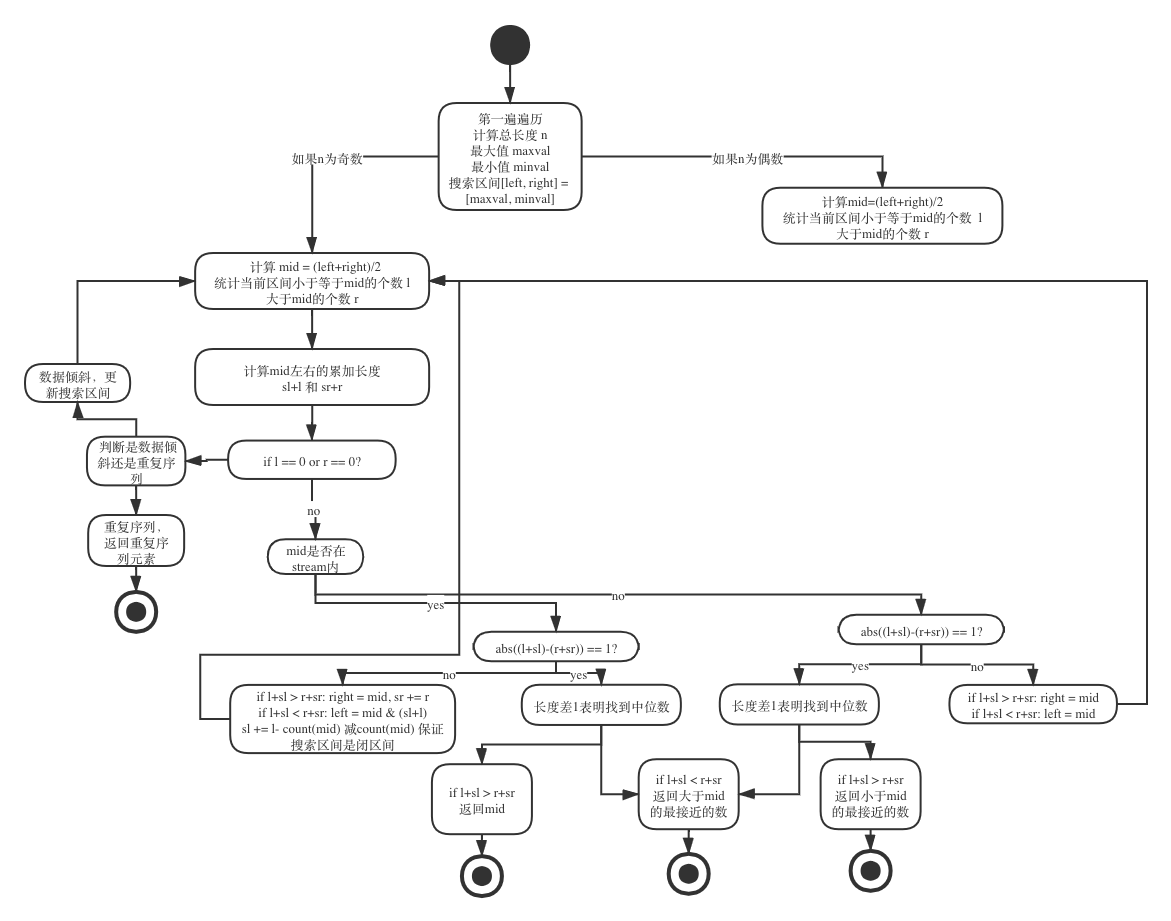 第一遍遍历
计算总长度 n
最大值 maxval
最小值 minval
搜索区间[left, right] =
[maxval, minval]
如果n为奇数
如果n为偶数
计算mid=(left+right)/2
统计当前区间小于等于mid的个数 l
大于mid的个数 r
计算 mid = (left+right)/2
统计当前区间小于等于mid的个数 l
大于mid的个数 r
计算mid左右的累加长度
sl+l 和 sr+r
数据倾斜，更
新搜索区间
判断是数据倾
斜还是重复序
列
if l == 0 or r == 0?
重复序列，
返回重复序
列元素
no
mid是否在
stream内
yes
no
abs((l+sl)-(r+sr)) == 1?
abs((l+sl)-(r+sr)) == 1?
no
yes
yes
no
if l+sl > r+sr: right = mid, sr += r
if l+sl < r+sr: left = mid & (sl+l)
sl += l- count(mid) 减count(mid) 保证
搜索区间是闭区间
长度差1表明找到中位数
长度差1表明找到中位数
if l+sl > r+sr: right = mid
if l+sl < r+sr: left = mid
if l+sl > r+sr
返回mid
if l+sl < r+sr
返回大于mid
的最接近的数
if l+sl > r+sr
返回小于mid
的最接近的数